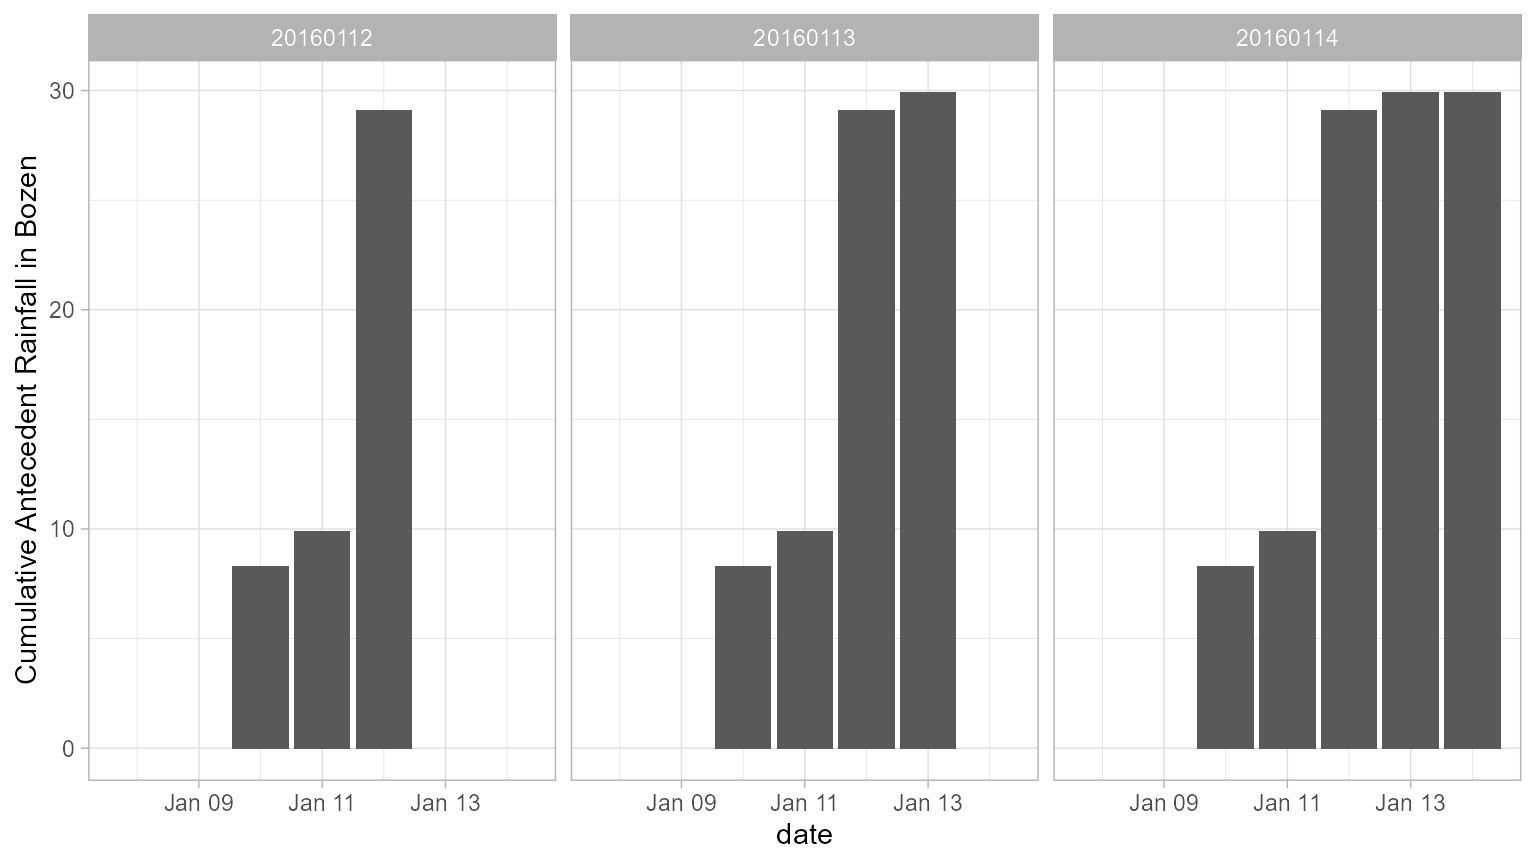 20160112 20160113 20160114
Cumulative Antecedent Rainfall in Bozen
30
20
10
0
Jan 09 Jan 11 Jan 13 Jan 09 Jan 11 Jan 13 Jan 09 Jan 11 Jan 13
date